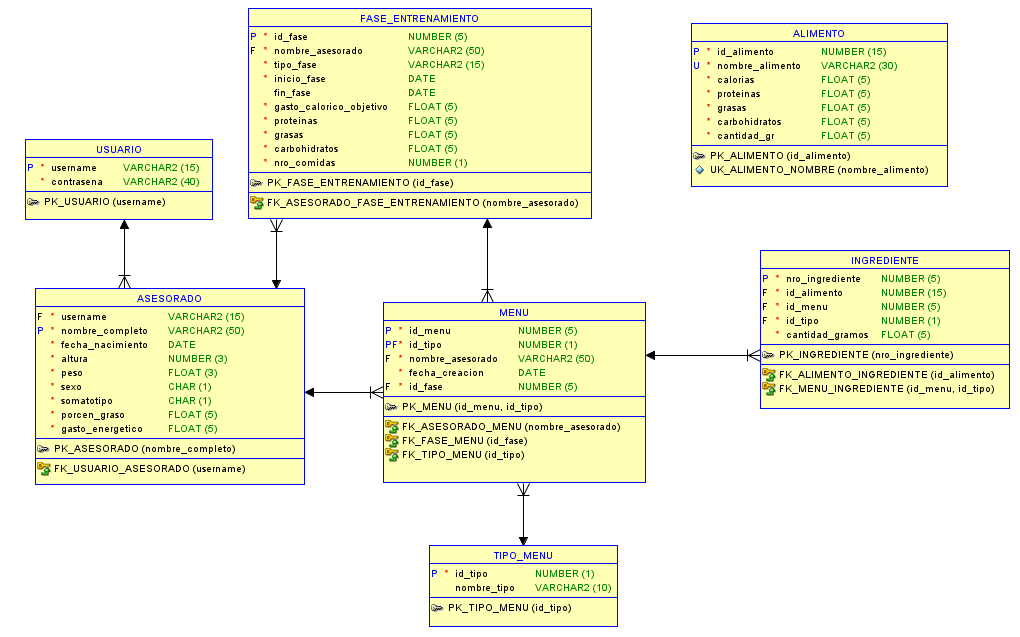 FASE_ENTRENAMIENTO
P * id_fase NUMBER (5)
F * nombre_asesorado VARCHAR2 (50)
* tipo_fase VARCHAR2 (15)
* inicio_fase DATE
fin_fase DATE
* gasto_calorico_objetivo FLOAT (5)
* proteinas FLOAT (5)
* grasas FLOAT (5)
* carbohidratos FLOAT (5)
* nro_comidas NUMBER (1)
PK_FASE_ENTRENAMIENTO (id_fase)
FK_ASESORADO_FASE_ENTRENAMIENTO (nombre_asesorado)
ALIMENTO
P * id_alimento NUMBER (15)
U * nombre_alimento VARCHAR2 (30)
* calorias FLOAT (5)
* proteinas FLOAT (5)
* grasas FLOAT (5)
* carbohidratos FLOAT (5)
* cantidad_gr FLOAT (5)
PK_ALIMENTO (id_alimento)
UK_ALIMENTO_NOMBRE (nombre_alimento)
USUARIO
P * username VARCHAR2 (15)
* contrasena VARCHAR2 (40)
PK_USUARIO (username)
ASESORADO
F * username VARCHAR2 (15)
P * nombre_completo VARCHAR2 (50)
* fecha_nacimiento DATE
* altura NUMBER (3)
* peso FLOAT (3)
* sexo CHAR (1)
* somatotipo CHAR (1)
* porcen_graso FLOAT (5)
* gasto_energetico FLOAT (5)
PK_ASESORADO (nombre_completo)
FK_USUARIO_ASESORADO (username)
MENU
P * id_menu NUMBER (5)
PF* id_tipo NUMBER (1)
F * nombre_asesorado VARCHAR2 (50)
* fecha_creacion DATE
F * id_fase NUMBER (5)
PK_MENU (id_menu, id_tipo)
FK_ASESORADO_MENU (nombre_asesorado)
FK_FASE_MENU (id_fase)
FK_TIPO_MENU (id_tipo)
INGREDIENTE
P * nro_ingrediente NUMBER (5)
F * id_alimento NUMBER (15)
F * id_menu NUMBER (5)
F * id_tipo NUMBER (1)
* cantidad_gramos FLOAT (5)
PK_INGREDIENTE (nro_ingrediente)
FK_ALIMENTO_INGREDIENTE (id_alimento)
FK_MENU_INGREDIENTE (id_menu, id_tipo)
TIPO_MENU
P * id_tipo NUMBER (1)
nombre_tipo VARCHAR2 (10)
PK_TIPO_MENU (id_tipo)